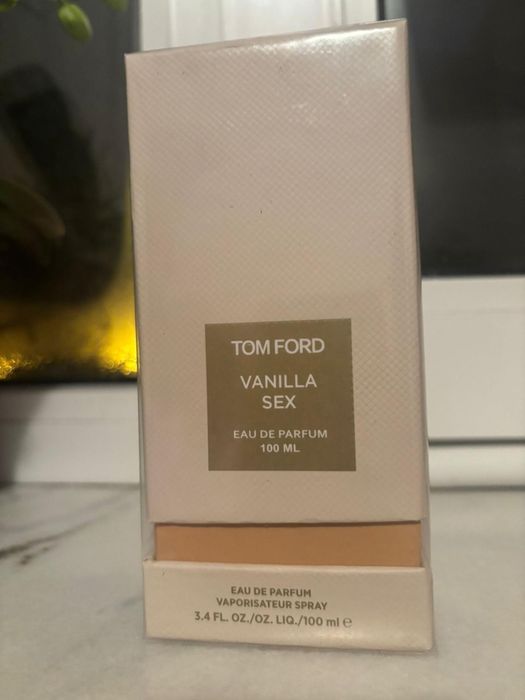 TOM FORD
VANILLA
SEX
EAU DE PARFUM
100 ML
EAU DE PARFUM
VAPORISATEUR SPRAY
3.4 FL. OZ./OZ. LIQ./100 ml ℮